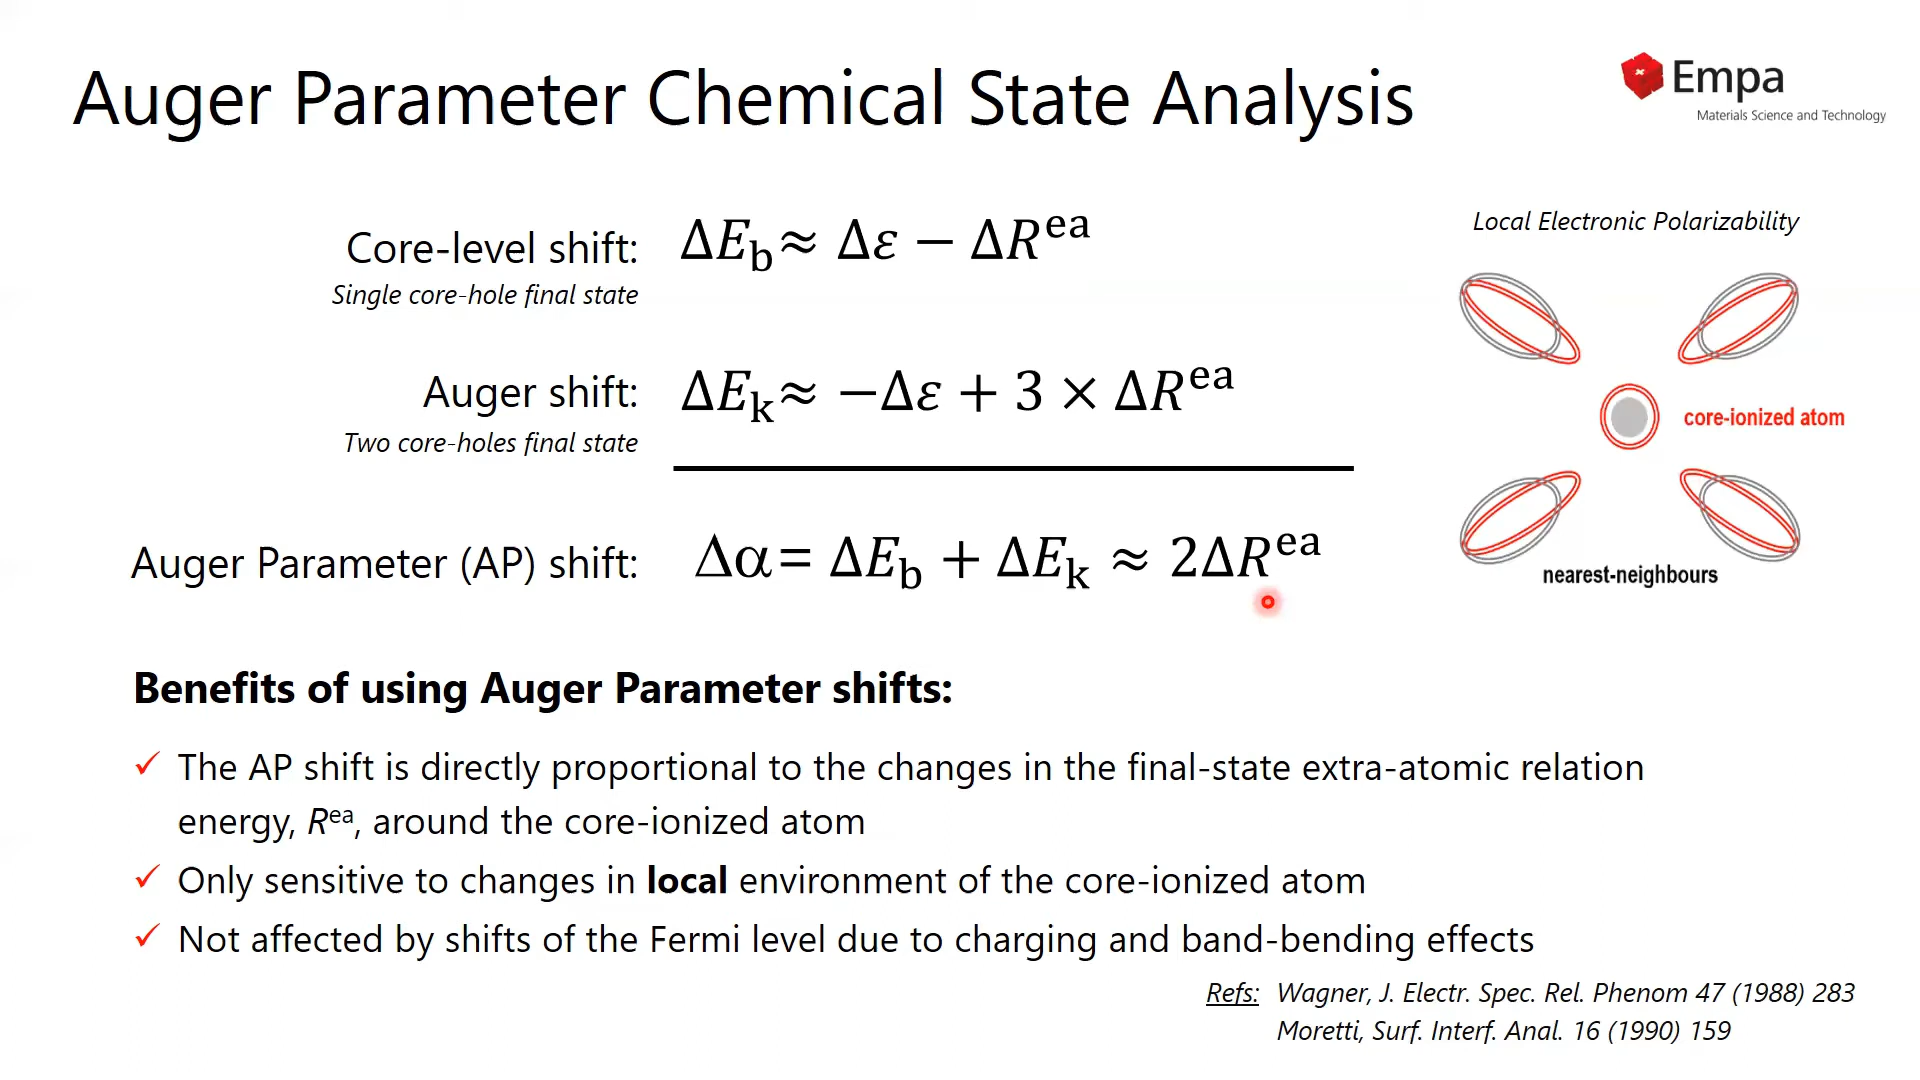 Auger Parameter Chemical State Analysis
Empa
Materials Science and Technology
Core-level shift: ΔE_b ≈ Δε − ΔR^ea
Single core-hole final state
Auger shift: ΔE_k ≈ −Δε + 3 × ΔR^ea
Two core-holes final state
Auger Parameter (AP) shift: Δα = ΔE_b + ΔE_k ≈ 2ΔR^ea
Local Electronic Polarizability
core-ionized atom
nearest-neighbours
Benefits of using Auger Parameter shifts:
✓ The AP shift is directly proportional to the changes in the final-state extra-atomic relation
energy, R^ea, around the core-ionized atom
✓ Only sensitive to changes in local environment of the core-ionized atom
✓ Not affected by shifts of the Fermi level due to charging and band-bending effects
Refs: Wagner, J. Electr. Spec. Rel. Phenom 47 (1988) 283
Moretti, Surf. Interf. Anal. 16 (1990) 159